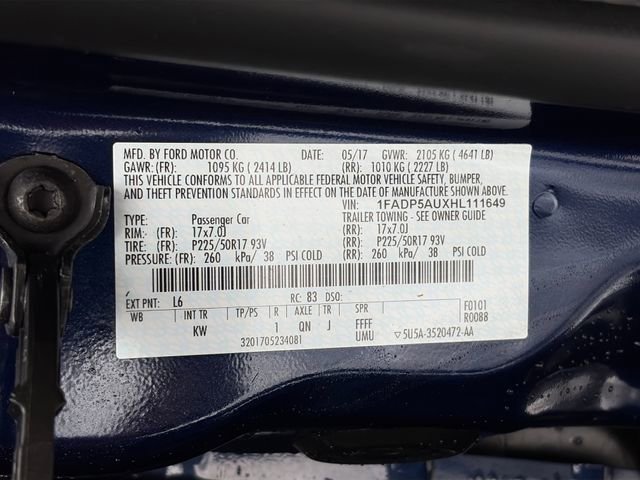 MFD. BY FORD MOTOR CO. DATE: 05/17 GVWR: 2105 KG ( 4641 LB)
GAWR: (FR): 1095 KG ( 2414 LB) (RR): 1010 KG ( 2227 LB)
THIS VEHICLE CONFORMS TO ALL APPLICABLE FEDERAL MOTOR VEHICLE SAFETY, BUMPER,
AND THEFT PREVENTION STANDARDS IN EFFECT ON THE DATE OF MANUFACTURE SHOWN ABOVE.
VIN: 1FADP5AUXHL111649
TYPE: Passenger Car TRAILER TOWING - SEE OWNER GUIDE
RIM: (FR): 17x7.0J (RR): 17x7.0J
TIRE: (FR): P225/50R17 93V (RR): P225/50R17 93V
PRESSURE: (FR): 260 kPa/ 38 PSI COLD (RR): 260 kPa/ 38 PSI COLD
EXT PNT: L6 RC: 83 DSO:
WB INT TR TP/PS R AXLE TR SPR F0101
R0088
KW 1 QN J FFFF
UMU
3201705234081 ▽5U5A-3520472-AA